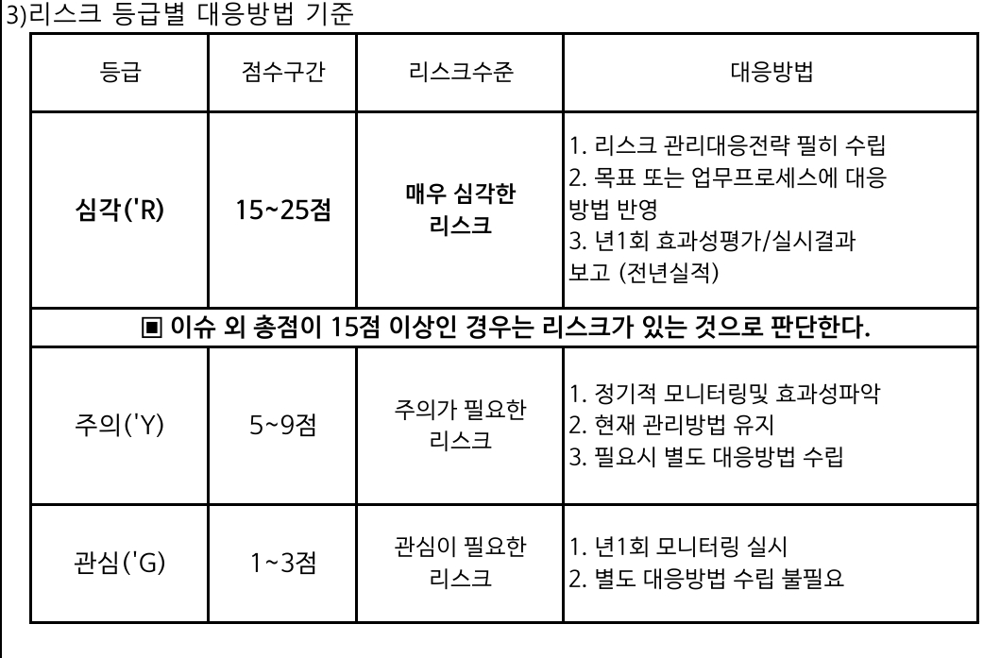 3)리스크 등급별 대응방법 기준
등급 점수구간 리스크수준 대응방법
심각('R) 15~25점 매우 심각한
리스크
1. 리스크 관리대응전략 필히 수립
2. 목표 또는 업무프로세스에 대응
방법 반영
3. 년1회 효과성평가/실시결과
보고 (전년실적)
▣ 이슈 외 총점이 15점 이상인 경우는 리스크가 있는 것으로 판단한다.
주의('Y) 5~9점 주의가 필요한
리스크
1. 정기적 모니터링및 효과성파악
2. 현재 관리방법 유지
3. 필요시 별도 대응방법 수립
관심('G) 1~3점 관심이 필요한
리스크
1. 년1회 모니터링 실시
2. 별도 대응방법 수립 불필요